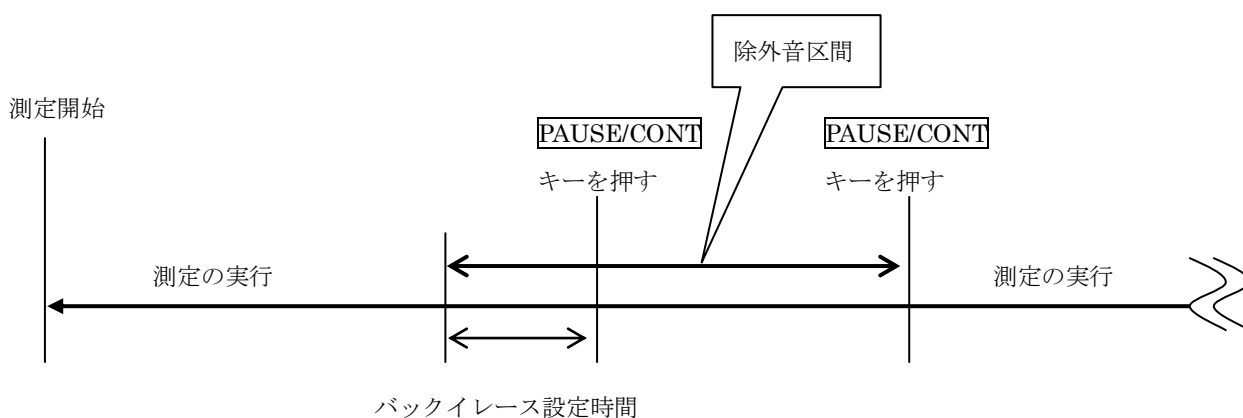 除外音区間
測定開始
PAUSE/CONT
キーを押す
PAUSE/CONT
キーを押す
測定の実行
測定の実行
バックイレース設定時間